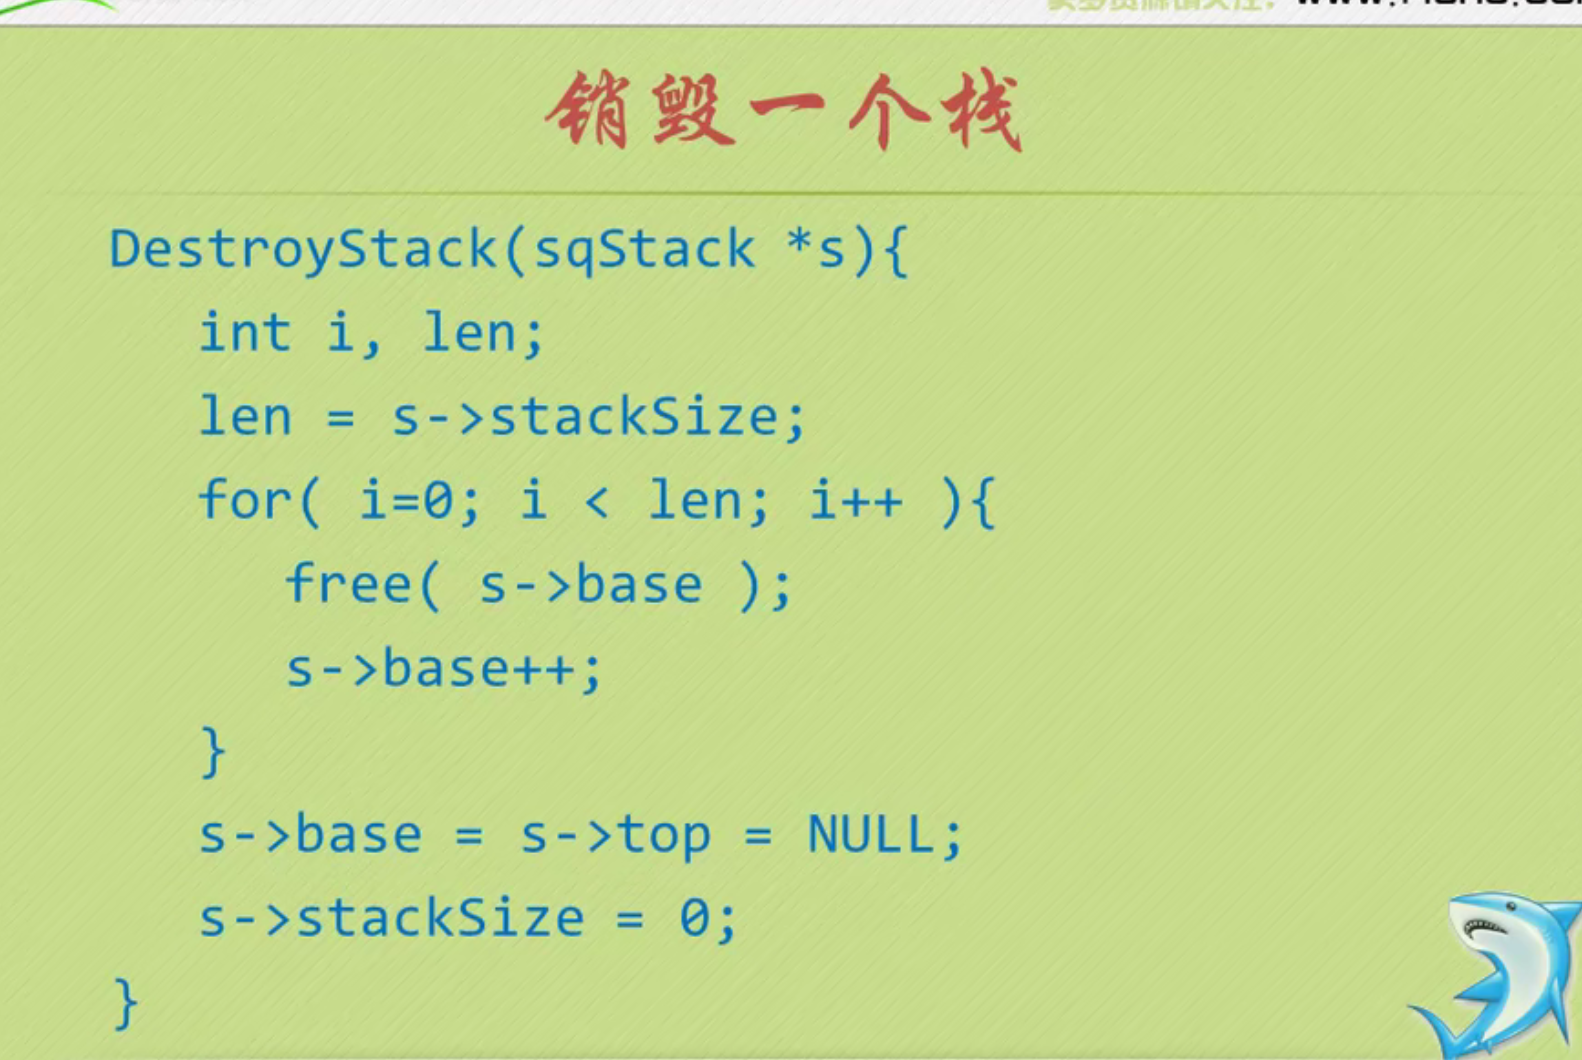 销毁一个栈
DestroyStack(sqStack *s){
int i, len;
len = s->stackSize;
for( i=0; i < len; i++ ){
free( s->base );
s->base++;
}
s->base = s->top = NULL;
s->stackSize = 0;
}